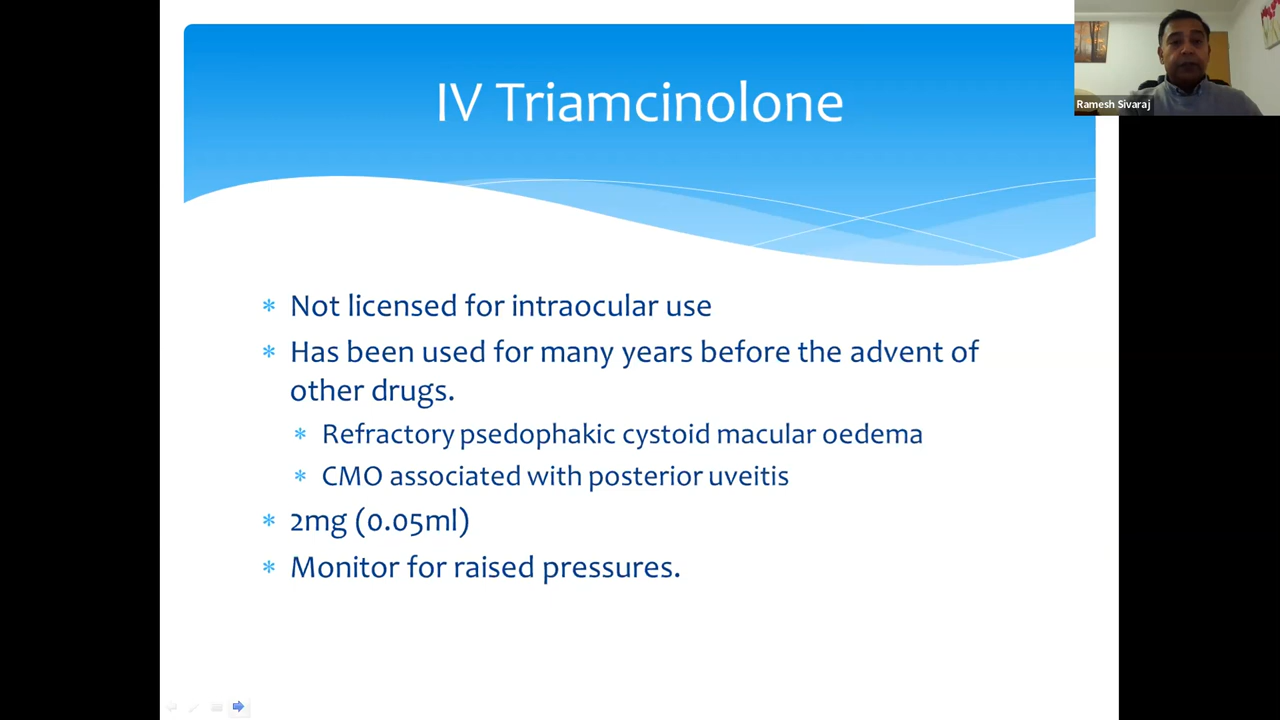 IV Triamcinolone
Ramesh Sivaraj
* Not licensed for intraocular use
* Has been used for many years before the advent of
other drugs.
* Refractory psedophakic cystoid macular oedema
* CMO associated with posterior uveitis
* 2mg (0.05ml)
* Monitor for raised pressures.